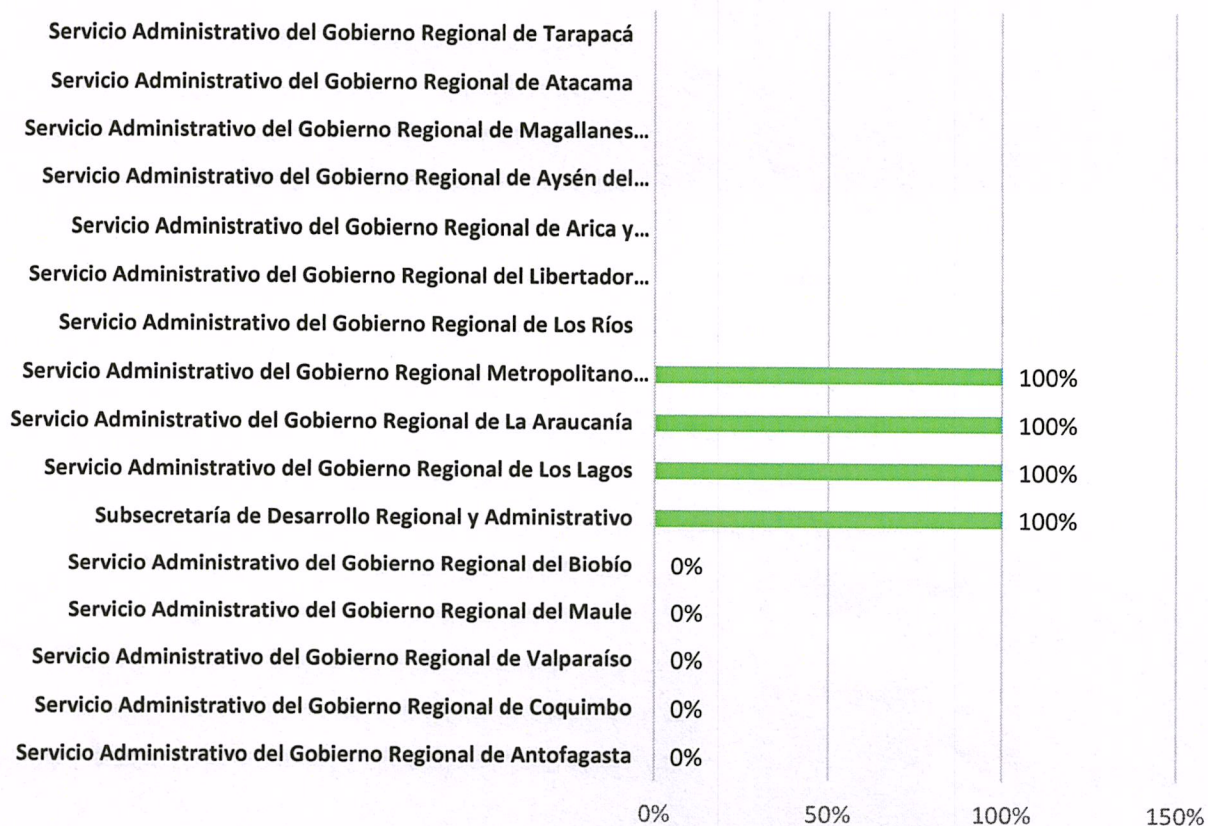 Servicio Administrativo del Gobierno Regional de Tarapacá
Servicio Administrativo del Gobierno Regional de Atacama
Servicio Administrativo del Gobierno Regional de Magallanes...
Servicio Administrativo del Gobierno Regional de Aysén del...
Servicio Administrativo del Gobierno Regional de Arica y...
Servicio Administrativo del Gobierno Regional del Libertador...
Servicio Administrativo del Gobierno Regional de Los Ríos
Servicio Administrativo del Gobierno Regional Metropolitano... 100%
Servicio Administrativo del Gobierno Regional de La Araucanía 100%
Servicio Administrativo del Gobierno Regional de Los Lagos 100%
Subsecretaría de Desarrollo Regional y Administrativo 100%
Servicio Administrativo del Gobierno Regional del Biobío 0%
Servicio Administrativo del Gobierno Regional del Maule 0%
Servicio Administrativo del Gobierno Regional de Valparaíso 0%
Servicio Administrativo del Gobierno Regional de Coquimbo 0%
Servicio Administrativo del Gobierno Regional de Antofagasta 0%
0% 50% 100% 150%